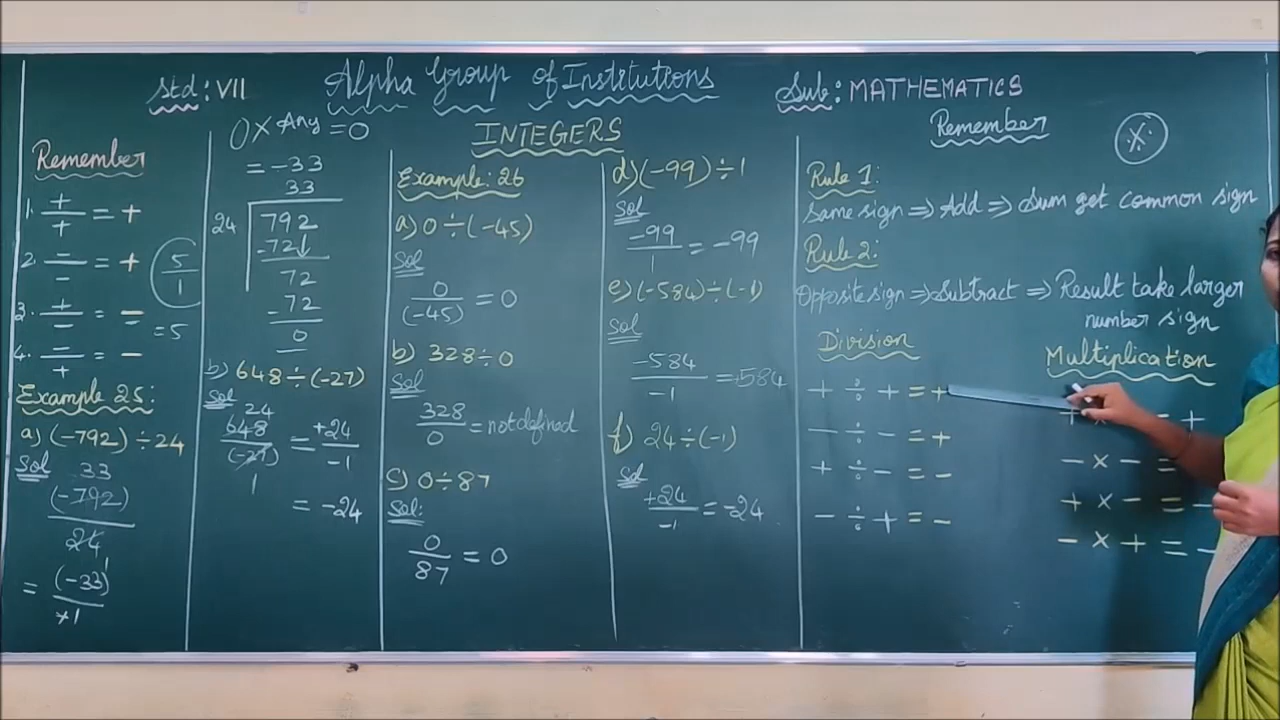 Std: VII
Alpha Group of Institutions
Sub: MATHEMATICS
INTEGERS
Remember
1. +/+ = +
2. -/- = +
3. +/- = -
4. -/+ = -
5/1
= 5
Example 25:
a) (-792) ÷ 24
Sol
33
(-792)
24
1
= (-33)
+1
0 × Any = 0
= -33
33
24 792
-72↓
72
-72
0
b) 648 ÷ (-27)
Sol
24
648
(-27)
1
= +24/-1
= -24
Example: 26
a) 0 ÷ (-45)
Sol
0/(-45) = 0
b) 328 ÷ 0
Sol
328/0 = not defined
c) 0 ÷ 87
Sol:
0/87 = 0
d) (-99) ÷ 1
Sol
-99/1 = -99
e) (-584) ÷ (-1)
Sol
-584/-1 = 584
f) 24 ÷ (-1)
Sol
+24/-1 = -24
Remember
Rule 1:
Same sign ⇒ Add ⇒ Sum get common sign
Rule 2:
Opposite sign ⇒ Subtract ⇒ Result take larger
number sign
Division
+ ÷ + = +
- ÷ - = +
+ ÷ - = -
- ÷ + = -
Multiplication
+ × = +
- × - =
+ × - = -
- × + = -